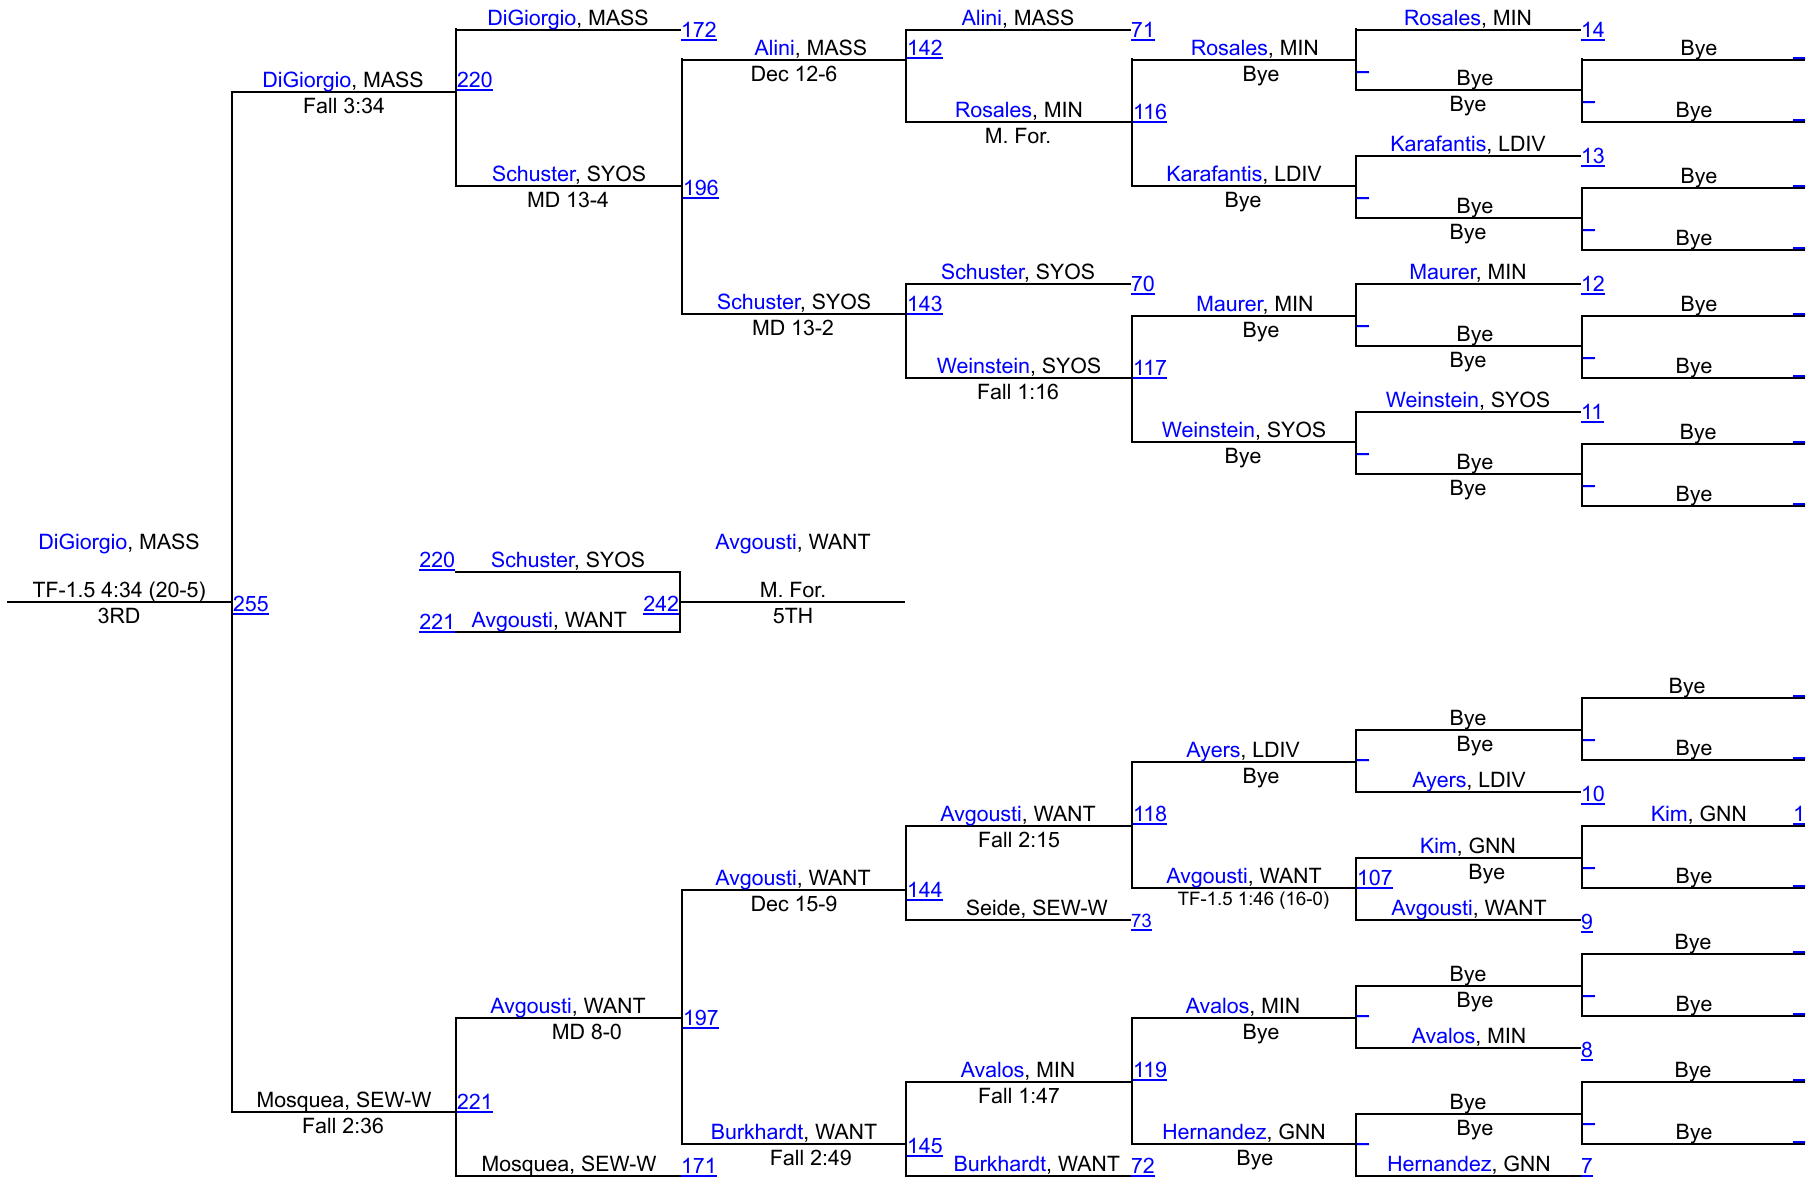 DiGiorgio, MASS
172
Alini, MASS
71
Rosales, MIN
14
Alini, MASS
Dec 12-6
142
Rosales, MIN
Bye
Bye
DiGiorgio, MASS
Fall 3:34
220
Bye
Bye
Rosales, MIN
M. For.
116
Bye
Karafantis, LDIV
13
Schuster, SYOS
MD 13-4
196
Karafantis, LDIV
Bye
Bye
Bye
Bye
Bye
Schuster, SYOS
70
Maurer, MIN
12
Schuster, SYOS
MD 13-2
143
Maurer, MIN
Bye
Bye
Bye
Bye
Weinstein, SYOS
Fall 1:16
117
Bye
Weinstein, SYOS
11
Weinstein, SYOS
Bye
Bye
Bye
Bye
Bye
DiGiorgio, MASS
TF-1.5 4:34 (20-5)
3RD
255
220
Schuster, SYOS
221
Avgousti, WANT
242
Avgousti, WANT
M. For.
5TH
Bye
Bye
Bye
Ayers, LDIV
Bye
Bye
Ayers, LDIV
10
Avgousti, WANT
Fall 2:15
118
Kim, GNN
1
Kim, GNN
Bye
Avgousti, WANT
Dec 15-9
144
Avgousti, WANT
TF-1.5 1:46 (16-0)
107
Bye
Seide, SEW-W
73
Avgousti, WANT
9
Bye
Bye
Bye
Avgousti, WANT
MD 8-0
197
Avalos, MIN
Bye
Bye
Avalos, MIN
8
Avalos, MIN
Fall 1:47
119
Bye
Mosquea, SEW-W
Fall 2:36
221
Bye
Bye
Burkhardt, WANT
Fall 2:49
145
Hernandez, GNN
Bye
Bye
Mosquea, SEW-W
171
Burkhardt, WANT
72
Hernandez, GNN
7